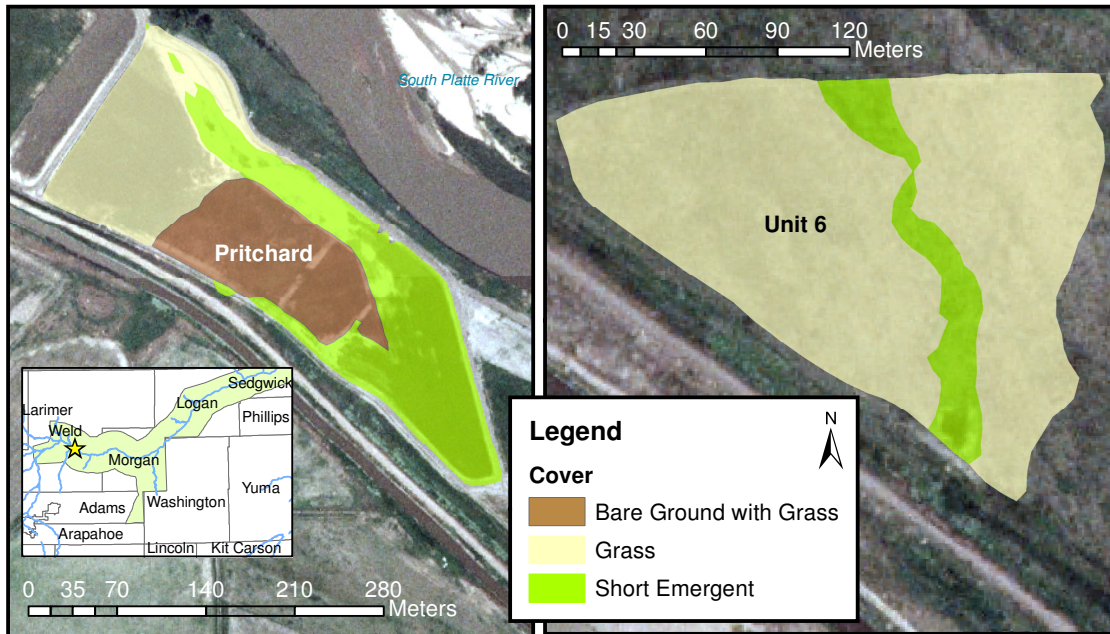 South Platte River
Pritchard
Sedgwick
Logan
Larimer
Phillips
Weld
Morgan
Yuma
Washington
Adams
Arapahoe
Lincoln
Kit Carson
0 35 70 140 210 280
Meters
0 15 30 60 90 120
Meters
Unit 6
Legend
N
Cover
Bare Ground with Grass
Grass
Short Emergent